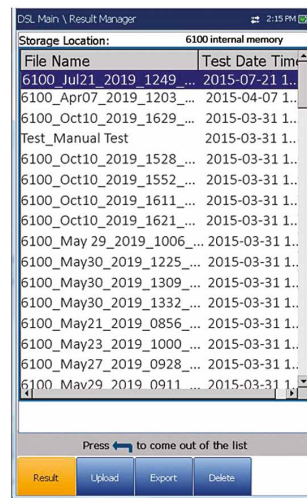 DSL Main \ Result Manager 2:15 PM
Storage Location: 6100 internal memory
File Name Test Date Time
6100_Jul21_2019_1249_... 2015-07-21 1..
6100_Apr07_2019_1203_... 2015-04-07 1..
6100_Oct10_2019_1629_... 2015-03-31 1..
Test_Manual Test 2015-03-31 1..
6100_Oct10_2019_1528_... 2015-03-31 1..
6100_Oct10_2019_1552_... 2015-03-31 1..
6100_Oct10_2019_1611_... 2015-03-31 1..
6100_Oct10_2019_1621_... 2015-03-31 1..
6100_May 29_2019_1006_... 2015-03-31 1..
6100_May30_2019_1225_... 2015-03-31 1..
6100_May30_2019_1309_... 2015-03-31 1..
6100_May30_2019_1332_... 2015-03-31 1..
6100_May21_2019_0856_... 2015-03-31 1..
6100_May23_2019_1000_... 2015-03-31 1..
6100_May27_2019_0928_... 2015-03-31 1..
6100_May29_2019_0911_... 2015-03-31 1..
Press to come out of the list
Result Upload Export Delete